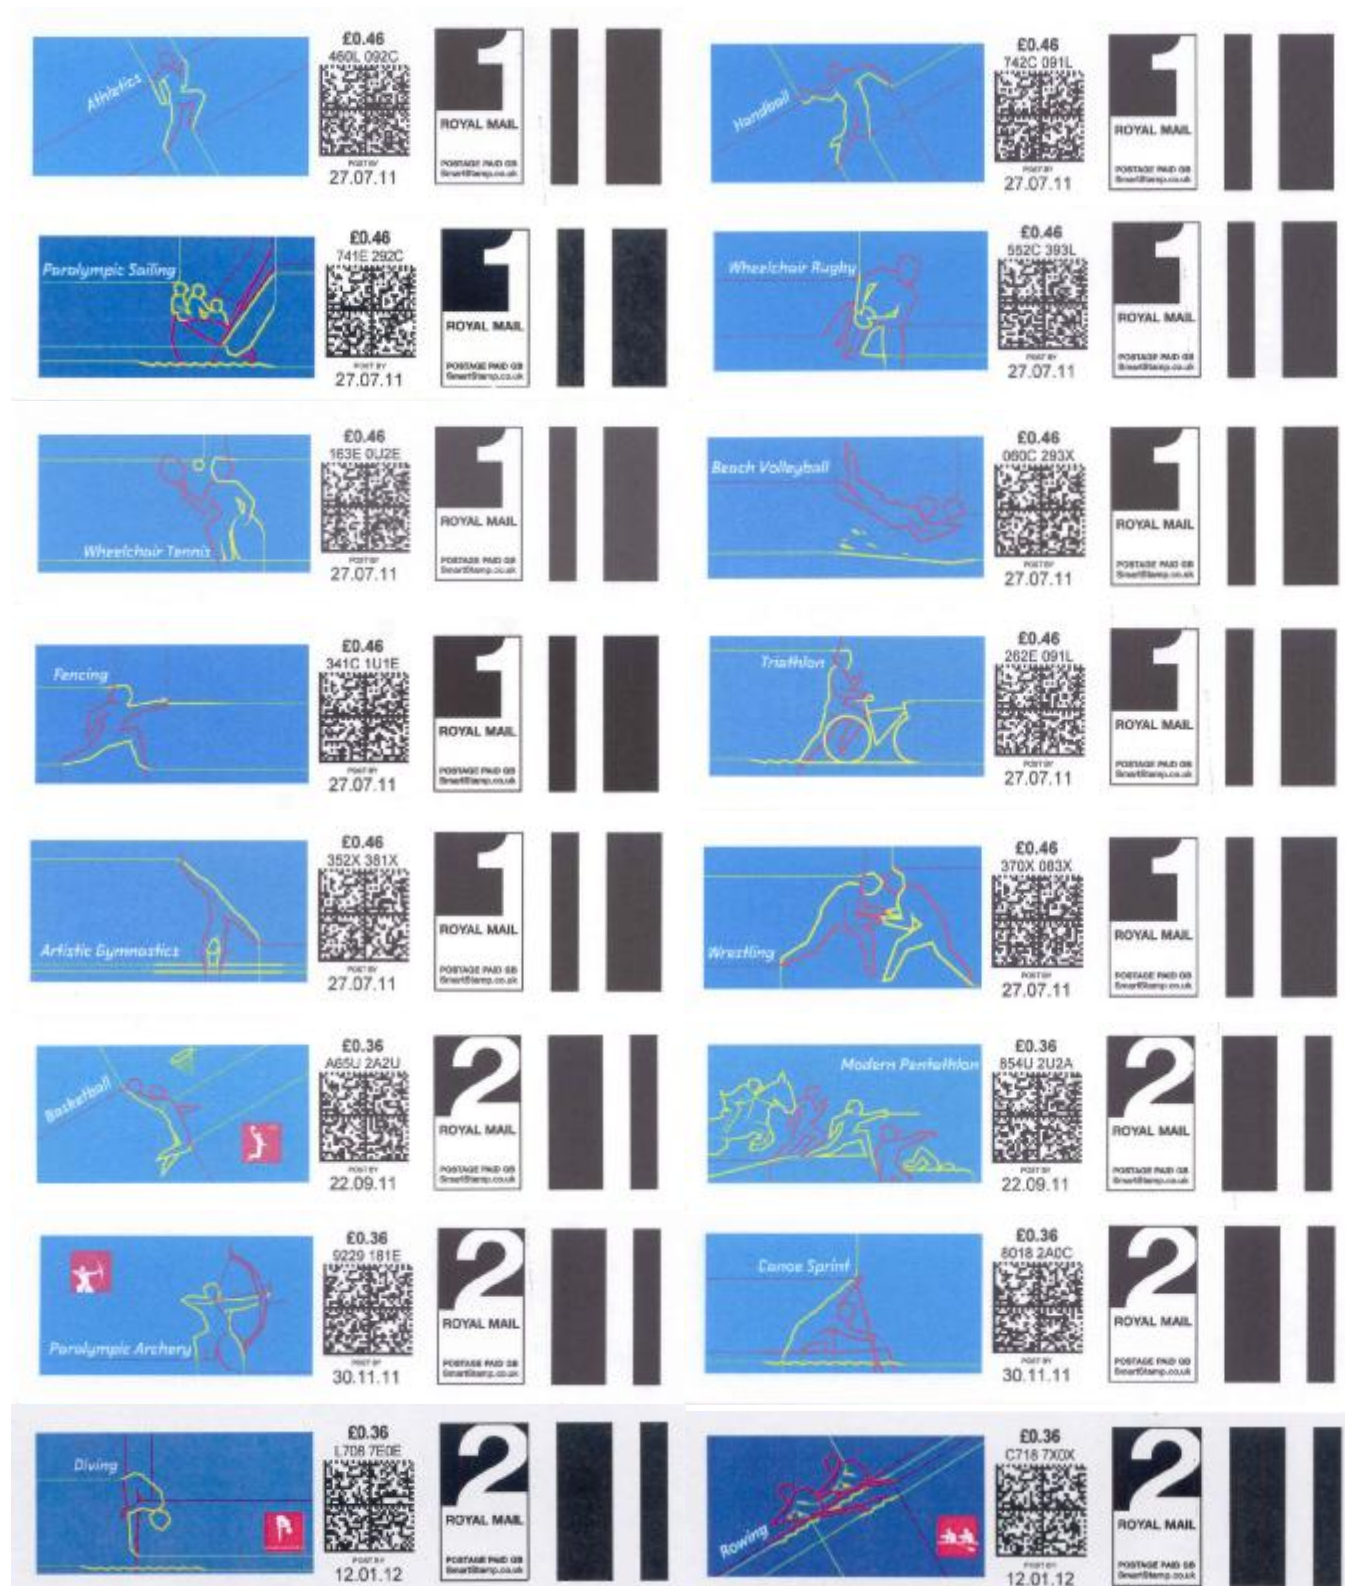 Athletics
£0.46
460L 092C
POST BY
27.07.11
1
ROYAL MAIL
POSTAGE PAID GB
SmartStamp.co.uk
Handball
£0.46
742C 091L
POST BY
27.07.11
1
ROYAL MAIL
POSTAGE PAID GB
SmartStamp.co.uk
Paralympic Sailing
£0.46
741E 292C
POST BY
27.07.11
1
ROYAL MAIL
POSTAGE PAID GB
SmartStamp.co.uk
Wheelchair Rugby
£0.46
552C 393L
POST BY
27.07.11
1
ROYAL MAIL
POSTAGE PAID GB
SmartStamp.co.uk
Wheelchair Tennis
£0.46
163E 0U2E
POST BY
27.07.11
1
ROYAL MAIL
POSTAGE PAID GB
SmartStamp.co.uk
Beach Volleyball
£0.46
060C 293X
POST BY
27.07.11
1
ROYAL MAIL
POSTAGE PAID GB
SmartStamp.co.uk
Fencing
£0.46
341C 1U1E
POST BY
27.07.11
1
ROYAL MAIL
POSTAGE PAID GB
SmartStamp.co.uk
Triathlon
£0.46
262E 091L
POST BY
27.07.11
1
ROYAL MAIL
POSTAGE PAID GB
SmartStamp.co.uk
Artistic Gymnastics
£0.46
352X 381X
POST BY
27.07.11
1
ROYAL MAIL
POSTAGE PAID GB
SmartStamp.co.uk
Wrestling
£0.46
370X 083X
POST BY
27.07.11
1
ROYAL MAIL
POSTAGE PAID GB
SmartStamp.co.uk
Basketball
£0.36
A65U 2A2U
POST BY
22.09.11
2
ROYAL MAIL
POSTAGE PAID GB
SmartStamp.co.uk
Modern Pentathlon
£0.36
854U 2U2A
POST BY
22.09.11
2
ROYAL MAIL
POSTAGE PAID GB
SmartStamp.co.uk
Paralympic Archery
£0.36
9229 181E
POST BY
30.11.11
2
ROYAL MAIL
POSTAGE PAID GB
SmartStamp.co.uk
Canoe Sprint
£0.36
8018 2A0C
POST BY
30.11.11
2
ROYAL MAIL
POSTAGE PAID GB
SmartStamp.co.uk
Diving
£0.36
L708 7E0E
POST BY
12.01.12
2
ROYAL MAIL
POSTAGE PAID GB
SmartStamp.co.uk
Rowing
£0.36
C718 7X0X
POST BY
12.01.12
2
ROYAL MAIL
POSTAGE PAID GB
SmartStamp.co.uk